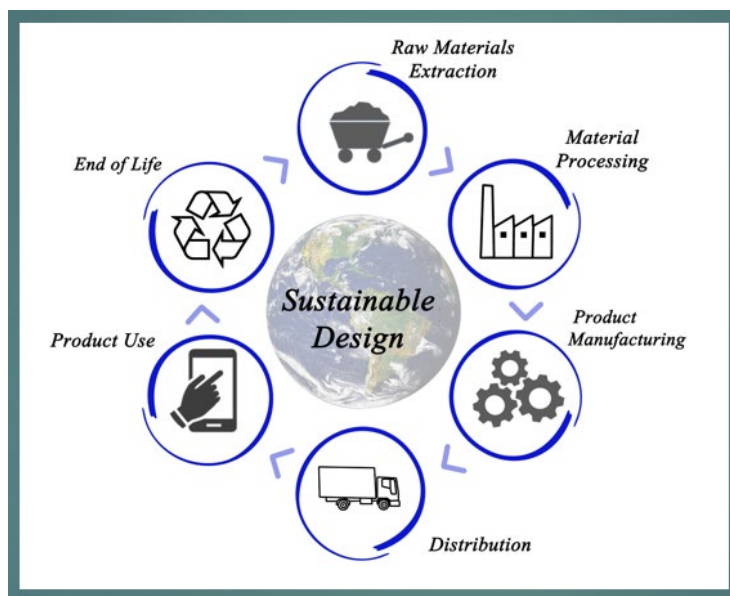 Raw Materials
Extraction
Material
Processing
Product
Manufacturing
Distribution
Product Use
End of Life
Sustainable
Design